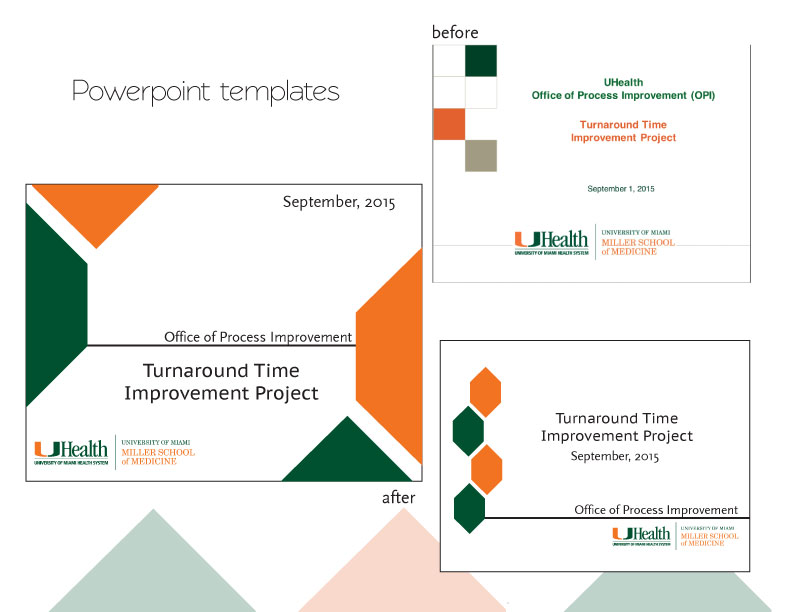 before
Powerpoint templates
UHealth
Office of Process Improvement (OPI)
Turnaround Time
Improvement Project
September 1, 2015
UHealth
UNIVERSITY OF MIAMI HEALTH SYSTEM
UNIVERSITY OF MIAMI
MILLER SCHOOL
of MEDICINE
September, 2015
Office of Process Improvement
Turnaround Time
Improvement Project
UHealth
UNIVERSITY OF MIAMI HEALTH SYSTEM
UNIVERSITY OF MIAMI
MILLER SCHOOL
of MEDICINE
after
Turnaround Time
Improvement Project
September, 2015
Office of Process Improvement
UHealth
UNIVERSITY OF MIAMI HEALTH SYSTEM
UNIVERSITY OF MIAMI
MILLER SCHOOL
of MEDICINE